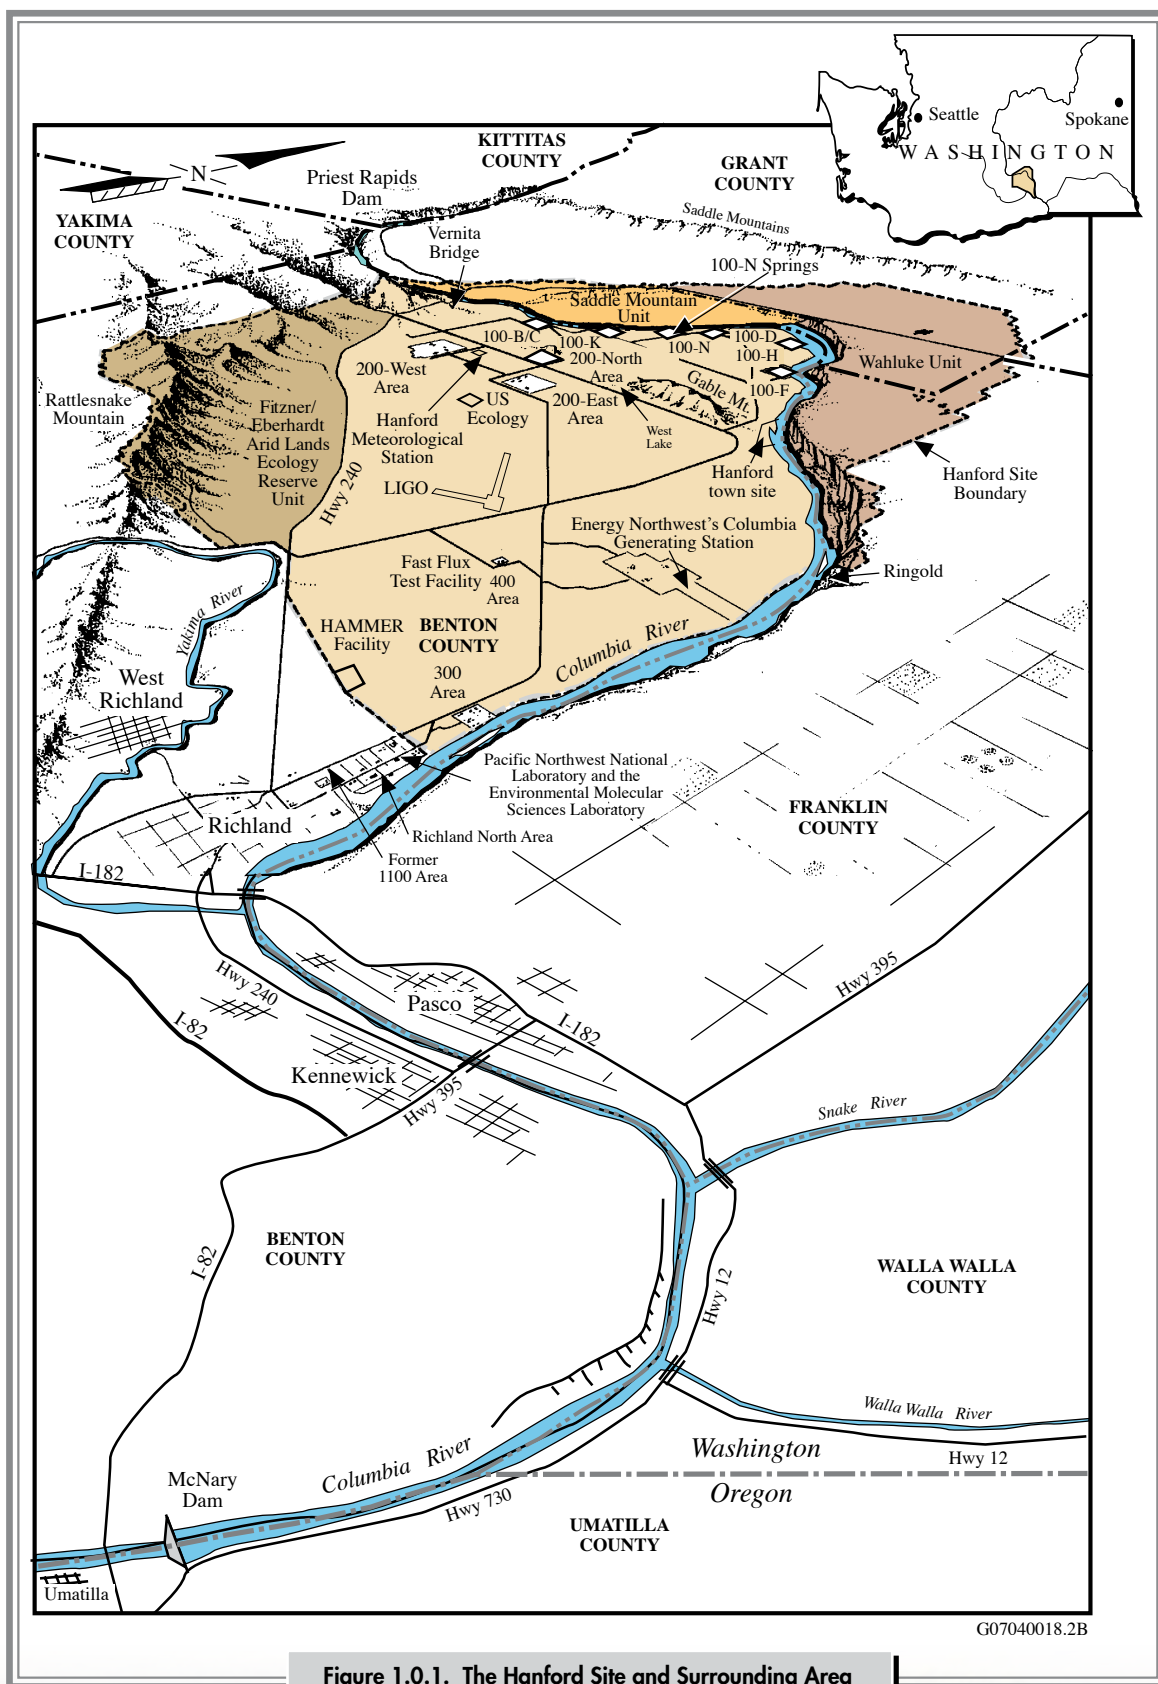 Seattle
Spokane
WASHINGTON
KITTITAS
COUNTY
GRANT
COUNTY
N
Priest Rapids
Dam
YAKIMA
COUNTY
Vernita
Bridge
Saddle Mountains
100-N Springs
Saddle Mountain
Unit
100-B/C
100-K
100-N
100-D
100-H
100-F
Wahluke Unit
200-West
Area
200-North
Area
Gable Mt.
Rattlesnake
Mountain
Fitzner/
Eberhardt
Arid Lands
Ecology
Reserve
Unit
US
Ecology
200-East
Area
Hanford
Meteorological
Station
West
Lake
Hanford
town site
Hanford Site
Boundary
Hwy 240
LIGO
Energy Northwest's Columbia
Generating Station
Fast Flux
Test Facility
400
Area
Ringold
Yakima River
HAMMER
Facility
BENTON
COUNTY
Columbia River
300
Area
West
Richland
Pacific Northwest National
Laboratory and the
Environmental Molecular
Sciences Laboratory
FRANKLIN
COUNTY
Richland
Richland North Area
Former
1100 Area
I-182
Hwy 240
Hwy 395
Pasco
I-82
I-182
Kennewick
Hwy 395
Snake River
BENTON
COUNTY
I-82
Hwy 12
WALLA WALLA
COUNTY
Walla Walla River
Columbia River
Washington
Hwy 12
McNary
Dam
Oregon
Hwy 730
UMATILLA
COUNTY
Umatilla
G07040018.2B
Figure 1.0.1. The Hanford Site and Surrounding Area